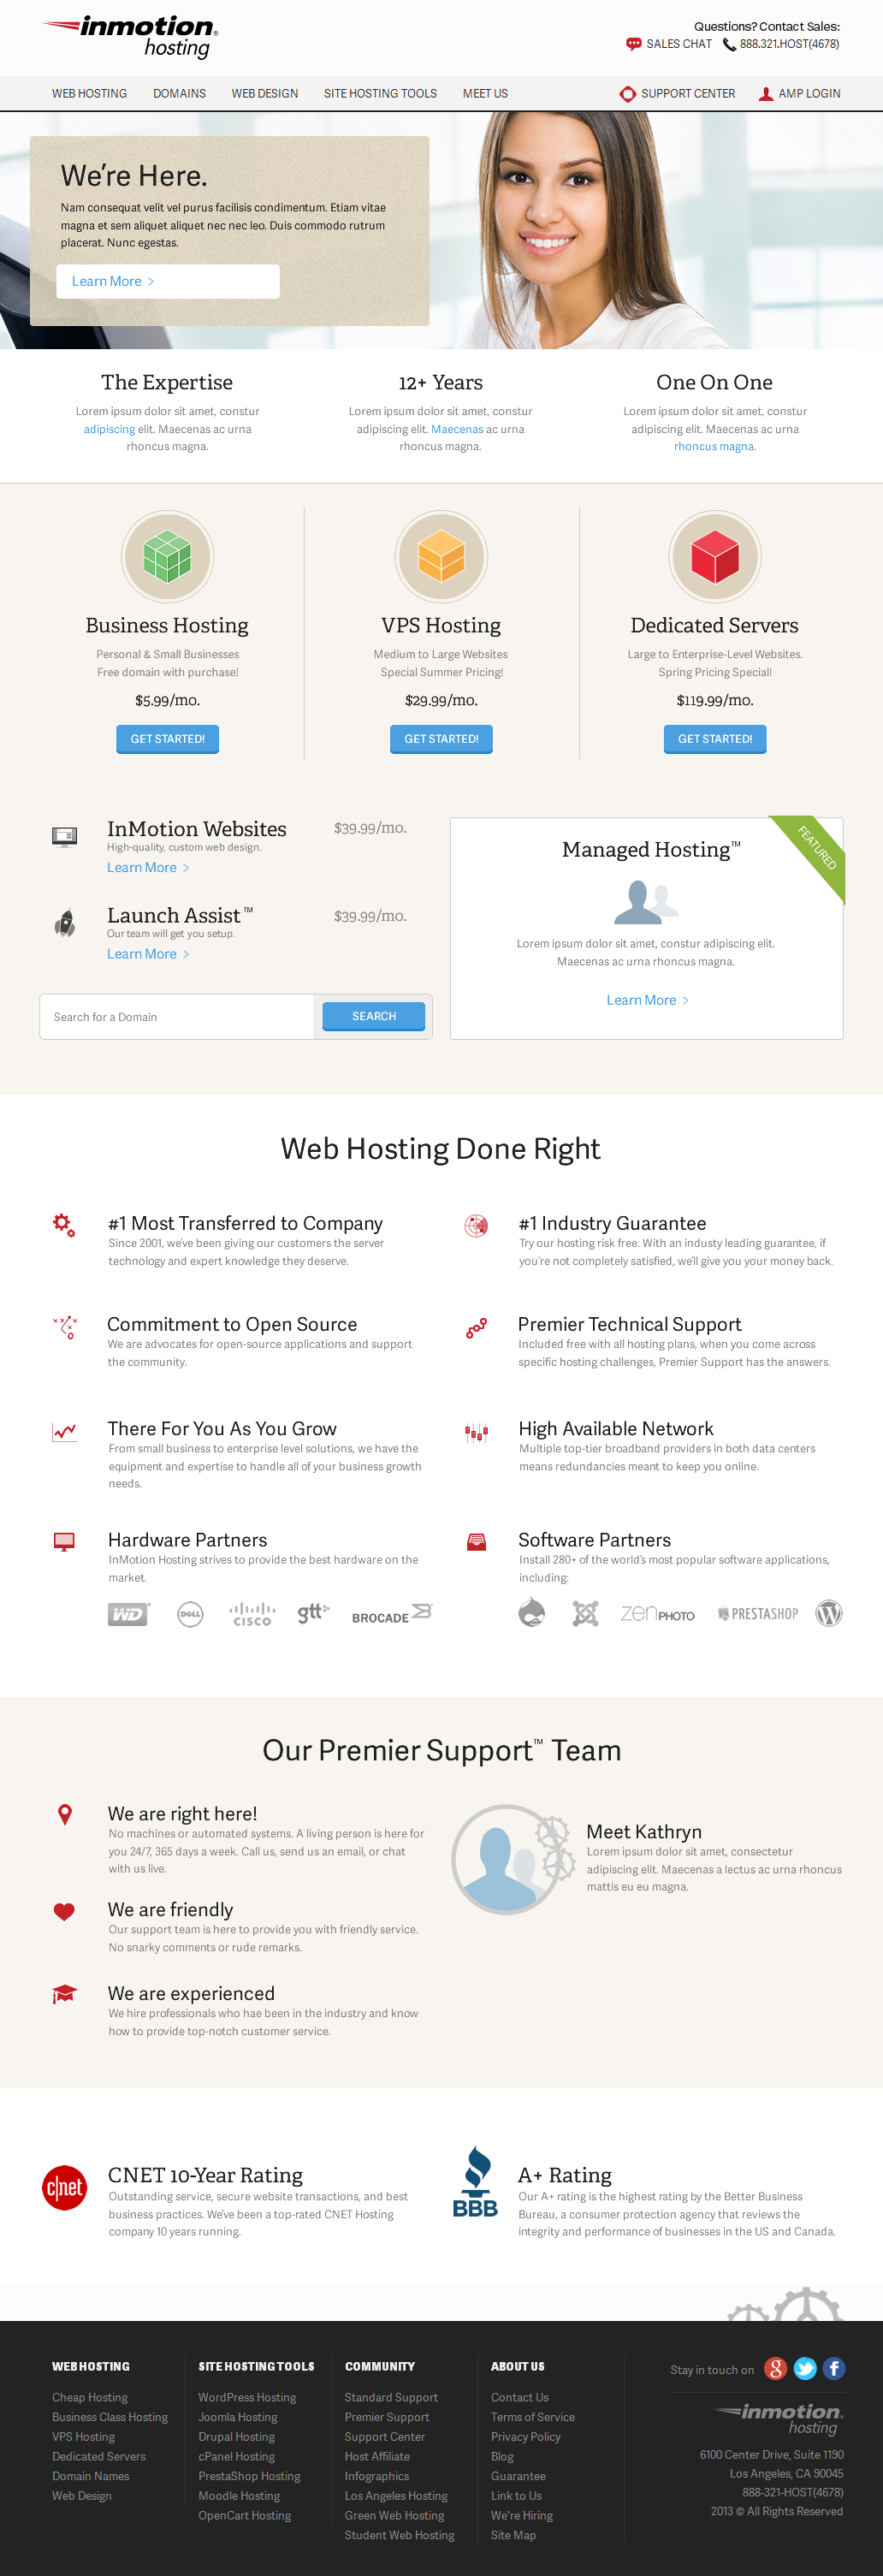 inmotion®
hosting
Questions? Contact Sales:
SALES CHAT 888.321.HOST(4678)
WEB HOSTING DOMAINS WEB DESIGN SITE HOSTING TOOLS MEET US SUPPORT CENTER AMP LOGIN
We're Here.
Nam consequat velit vel purus facilisis condimentum. Etiam vitae
magna et sem aliquet aliquet nec nec leo. Duis commodo rutrum
placerat. Nunc egestas.
Learn More >
The Expertise
Lorem ipsum dolor sit amet, constur
adipiscing elit. Maecenas ac urna
rhoncus magna.
12+ Years
Lorem ipsum dolor sit amet, constur
adipiscing elit. Maecenas ac urna
rhoncus magna.
One On One
Lorem ipsum dolor sit amet, constur
adipiscing elit. Maecenas ac urna
rhoncus magna.
Business Hosting
Personal & Small Businesses
Free domain with purchase!
$5.99/mo.
GET STARTED!
VPS Hosting
Medium to Large Websites
Special Summer Pricing!
$29.99/mo.
GET STARTED!
Dedicated Servers
Large to Enterprise-Level Websites.
Spring Pricing Special!
$119.99/mo.
GET STARTED!
InMotion Websites $39.99/mo.
High-quality, custom web design.
Learn More >
Launch Assist™ $39.99/mo.
Our team will get you setup.
Learn More >
Search for a Domain SEARCH
FEATURED
Managed Hosting™
Lorem ipsum dolor sit amet, constur adipiscing elit.
Maecenas ac urna rhoncus magna.
Learn More >
Web Hosting Done Right
#1 Most Transferred to Company
Since 2001, we've been giving our customers the server
technology and expert knowledge they deserve.
#1 Industry Guarantee
Try our hosting risk free. With an industy leading guarantee, if
you're not completely satisfied, we'll give you your money back.
Commitment to Open Source
We are advocates for open-source applications and support
the community.
Premier Technical Support
Included free with all hosting plans, when you come across
specific hosting challenges, Premier Support has the answers.
There For You As You Grow
From small business to enterprise level solutions, we have the
equipment and expertise to handle all of your business growth
needs.
High Available Network
Multiple top-tier broadband providers in both data centers
means redundancies meant to keep you online.
Hardware Partners
InMotion Hosting strives to provide the best hardware on the
market.
WD DELL CISCO gtt BROCADE
Software Partners
Install 280+ of the world's most popular software applications,
including:
zenPHOTO PRESTASHOP
Our Premier Support™ Team
We are right here!
No machines or automated systems. A living person is here for
you 24/7, 365 days a week. Call us, send us an email, or chat
with us live.
We are friendly
Our support team is here to provide you with friendly service.
No snarky comments or rude remarks.
We are experienced
We hire professionals who hae been in the industry and know
how to provide top-notch customer service.
Meet Kathryn
Lorem ipsum dolor sit amet, consectetur
adipiscing elit. Maecenas a lectus ac urna rhoncus
mattis eu eu magna.
c|net
CNET 10-Year Rating
Outstanding service, secure website transactions, and best
business practices. We've been a top-rated CNET Hosting
company 10 years running.
BBB
A+ Rating
Our A+ rating is the highest rating by the Better Business
Bureau, a consumer protection agency that reviews the
integrity and performance of businesses in the US and Canada.
WEB HOSTING
Cheap Hosting
Business Class Hosting
VPS Hosting
Dedicated Servers
Domain Names
Web Design
SITE HOSTING TOOLS
WordPress Hosting
Joomla Hosting
Drupal Hosting
cPanel Hosting
PrestaShop Hosting
Moodle Hosting
OpenCart Hosting
COMMUNITY
Standard Support
Premier Support
Support Center
Host Affiliate
Infographics
Los Angeles Hosting
Green Web Hosting
Student Web Hosting
ABOUT US
Contact Us
Terms of Service
Privacy Policy
Blog
Guarantee
Link to Us
We're Hiring
Site Map
Stay in touch on
inmotion®
hosting
6100 Center Drive, Suite 1190
Los Angeles, CA 90045
888-321-HOST(4678)
2013 © All Rights Reserved